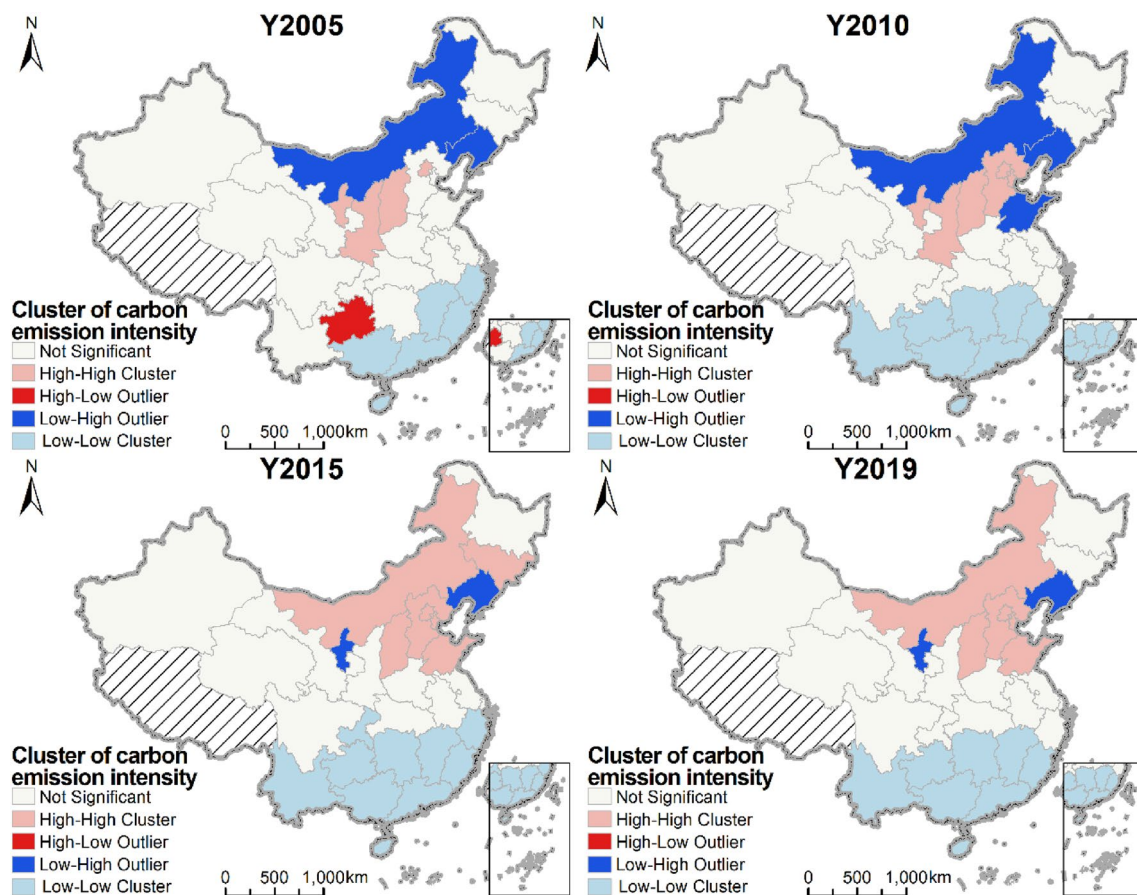 N
Y2005
Cluster of carbon
emission intensity
Not Significant
High-High Cluster
High-Low Outlier
Low-High Outlier
Low-Low Cluster
0 500 1,000km
N
Y2010
Cluster of carbon
emission intensity
Not Significant
High-High Cluster
High-Low Outlier
Low-High Outlier
Low-Low Cluster
0 500 1,000km
N
Y2015
Cluster of carbon
emission intensity
Not Significant
High-High Cluster
High-Low Outlier
Low-High Outlier
Low-Low Cluster
0 500 1,000km
N
Y2019
Cluster of carbon
emission intensity
Not Significant
High-High Cluster
High-Low Outlier
Low-High Outlier
Low-Low Cluster
0 500 1,000km